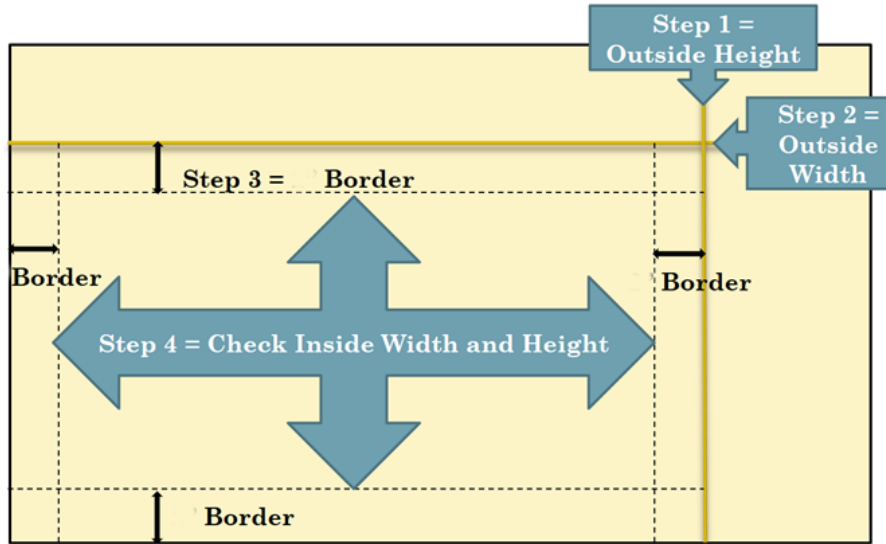 Step 1 =
Outside Height
Step 2 =
Outside
Width
Step 3 = Border
Border
Border
Step 4 = Check Inside Width and Height
Border